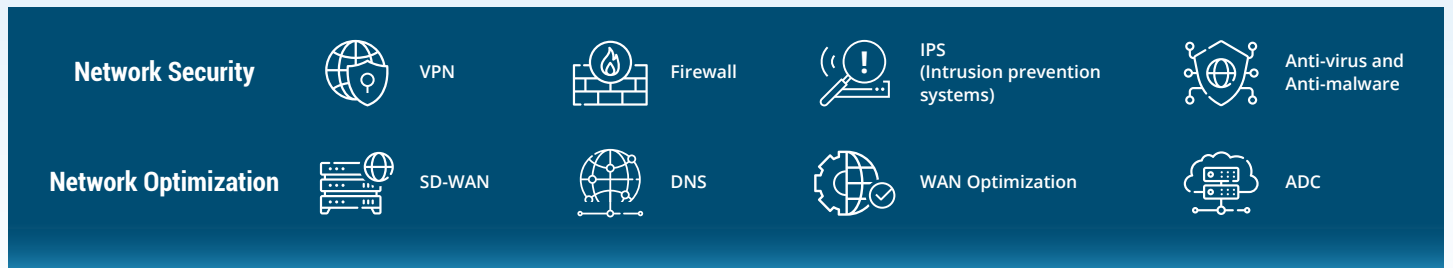 Network Security
VPN
Firewall
IPS
(Intrusion prevention
systems)
Anti-virus and
Anti-malware
Network Optimization
SD-WAN
DNS
WAN Optimization
ADC